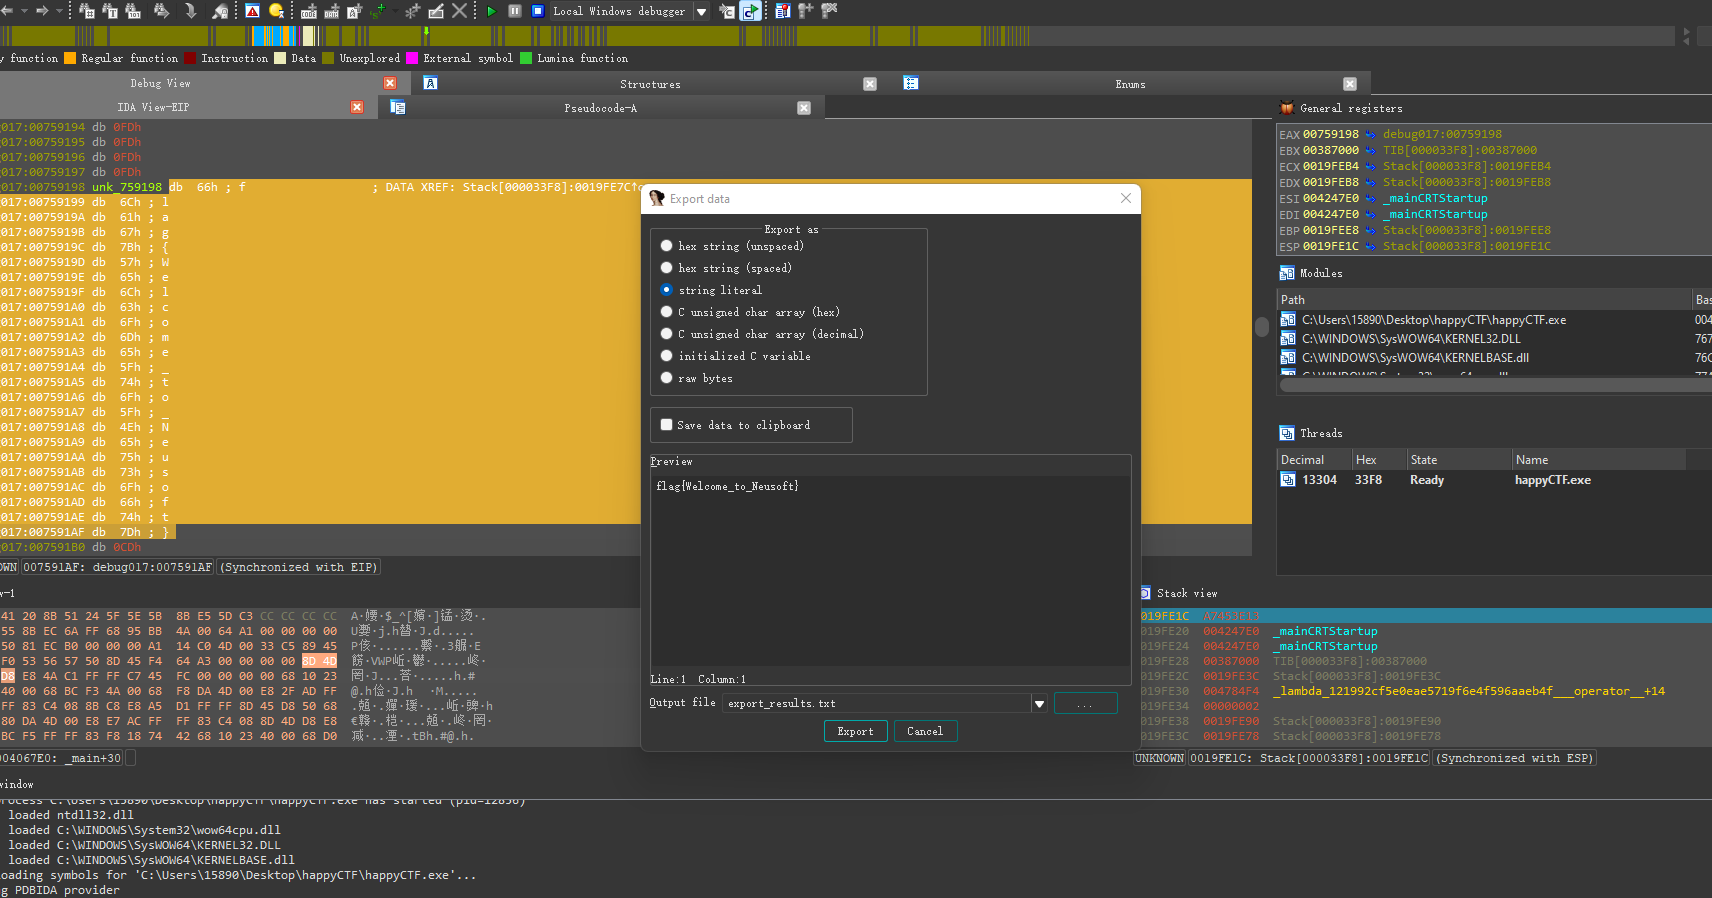 Local Windows debugger
y function Regular function Instruction Data Unexplored External symbol Lumina function
Debug View Structures Enums
IDA View-EIP Pseudocode-A
017:00759194 db 0FDh
017:00759195 db 0FDh
017:00759196 db 0FDh
017:00759197 db 0FDh
017:00759198 unk_759198 db 66h ; f ; DATA XREF: Stack[000033F8]:0019FE7C↑o
017:00759199 db 6Ch ; l
017:0075919A db 61h ; a
017:0075919B db 67h ; g
017:0075919C db 7Bh ; {
017:0075919D db 57h ; W
017:0075919E db 65h ; e
017:0075919F db 6Ch ; l
017:007591A0 db 63h ; c
017:007591A1 db 6Fh ; o
017:007591A2 db 6Dh ; m
017:007591A3 db 65h ; e
017:007591A4 db 5Fh ; _
017:007591A5 db 74h ; t
017:007591A6 db 6Fh ; o
017:007591A7 db 5Fh ; _
017:007591A8 db 4Eh ; N
017:007591A9 db 65h ; e
017:007591AA db 75h ; u
017:007591AB db 73h ; s
017:007591AC db 6Fh ; o
017:007591AD db 66h ; f
017:007591AE db 74h ; t
017:007591AF db 7Dh ; }
017:007591B0 db 0CDh
OWN 007591AF: debug017:007591AF (Synchronized with EIP)
Export data
Export as
hex string (unspaced)
hex string (spaced)
string literal
C unsigned char array (hex)
C unsigned char array (decimal)
initialized C variable
raw bytes
Save data to clipboard
Preview
flag{Welcome_to_Neusoft}
Line:1 Column:1
Output file export_results.txt ...
Export Cancel
General registers
EAX 00759198 debug017:00759198
EBX 00387000 TIB[000033F8]:00387000
ECX 0019FEB4 Stack[000033F8]:0019FEB4
EDX 0019FEB8 Stack[000033F8]:0019FEB8
ESI 004247E0 _mainCRTStartup
EDI 004247E0 _mainCRTStartup
EBP 0019FEE8 Stack[000033F8]:0019FEE8
ESP 0019FE1C Stack[000033F8]:0019FE1C
Modules
Path Bas
C:\Users\15890\Desktop\happyCTF\happyCTF.exe 004
C:\WINDOWS\SysWOW64\KERNEL32.DLL 767
C:\WINDOWS\SysWOW64\KERNELBASE.dll 76C
Threads
Decimal Hex State Name
13304 33F8 Ready happyCTF.exe
w-1
41 20 8B 51 24 5F 5E 5B 8B E5 5D C3 CC CC CC CC
55 8B EC 6A FF 68 95 BB 4A 00 64 A1 00 00 00 00
50 81 EC B0 00 00 00 A1 14 C0 4D 00 33 C5 89 45
F0 53 56 57 50 8D 45 F4 64 A3 00 00 00 00 8D 4D
D8 E8 4A C1 FF FF C7 45 FC 00 00 00 00 68 10 23
40 00 68 BC F3 4A 00 68 F8 DA 4D 00 E8 2F AD FF
FF 83 C4 08 8B C8 E8 A5 D1 FF FF 8D 45 D8 50 68
80 DA 4D 00 E8 E7 AC FF FF 83 C4 08 8D 4D D8 E8
BC F5 FF FF 83 F8 18 74 42 68 10 23 40 00 68 D0
004067E0: _main+30
Stack view
0019FE1C A7453E13
0019FE20 004247E0 _mainCRTStartup
0019FE24 004247E0 _mainCRTStartup
0019FE28 00387000 TIB[000033F8]:00387000
0019FE2C 0019FE3C Stack[000033F8]:0019FE3C
0019FE30 004784F4 _lambda_121992cf5e0eae5719f6e4f596aaeb4f___operator__+14
0019FE34 00000002
0019FE38 0019FE90 Stack[000033F8]:0019FE90
0019FE3C 0019FE78 Stack[000033F8]:0019FE78
UNKNOWN 0019FE1C: Stack[000033F8]:0019FE1C (Synchronized with ESP)
window
rocess C:\Users\15890\Desktop\happyCTF\happyCTF.exe has started (pid=12856)
loaded ntdll32.dll
loaded C:\WINDOWS\System32\wow64cpu.dll
loaded C:\WINDOWS\SysWOW64\KERNEL32.DLL
loaded C:\WINDOWS\SysWOW64\KERNELBASE.dll
oading symbols for 'C:\Users\15890\Desktop\happyCTF\happyCTF.exe'...
g PDBIDA provider